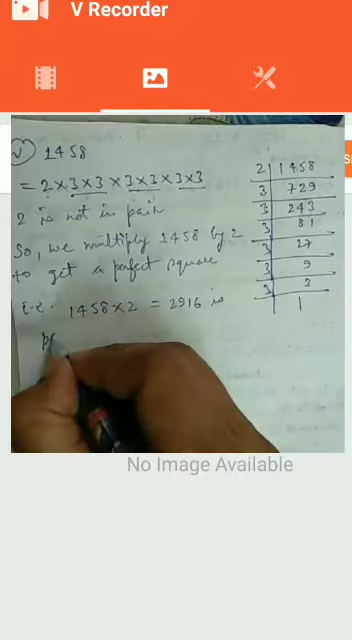 V Recorder
V) 1458
= 2 × 3 × 3 × 3 × 3 × 3 × 3
2 is not in pair
So, we multiply 1458 by 2
to get a perfect square
i.e. 1458 × 2 = 2916 is
pe
2 | 1458
3 | 729
3 | 243
3 | 81
3 | 27
3 | 9
3 | 3
| 1
No Image Available